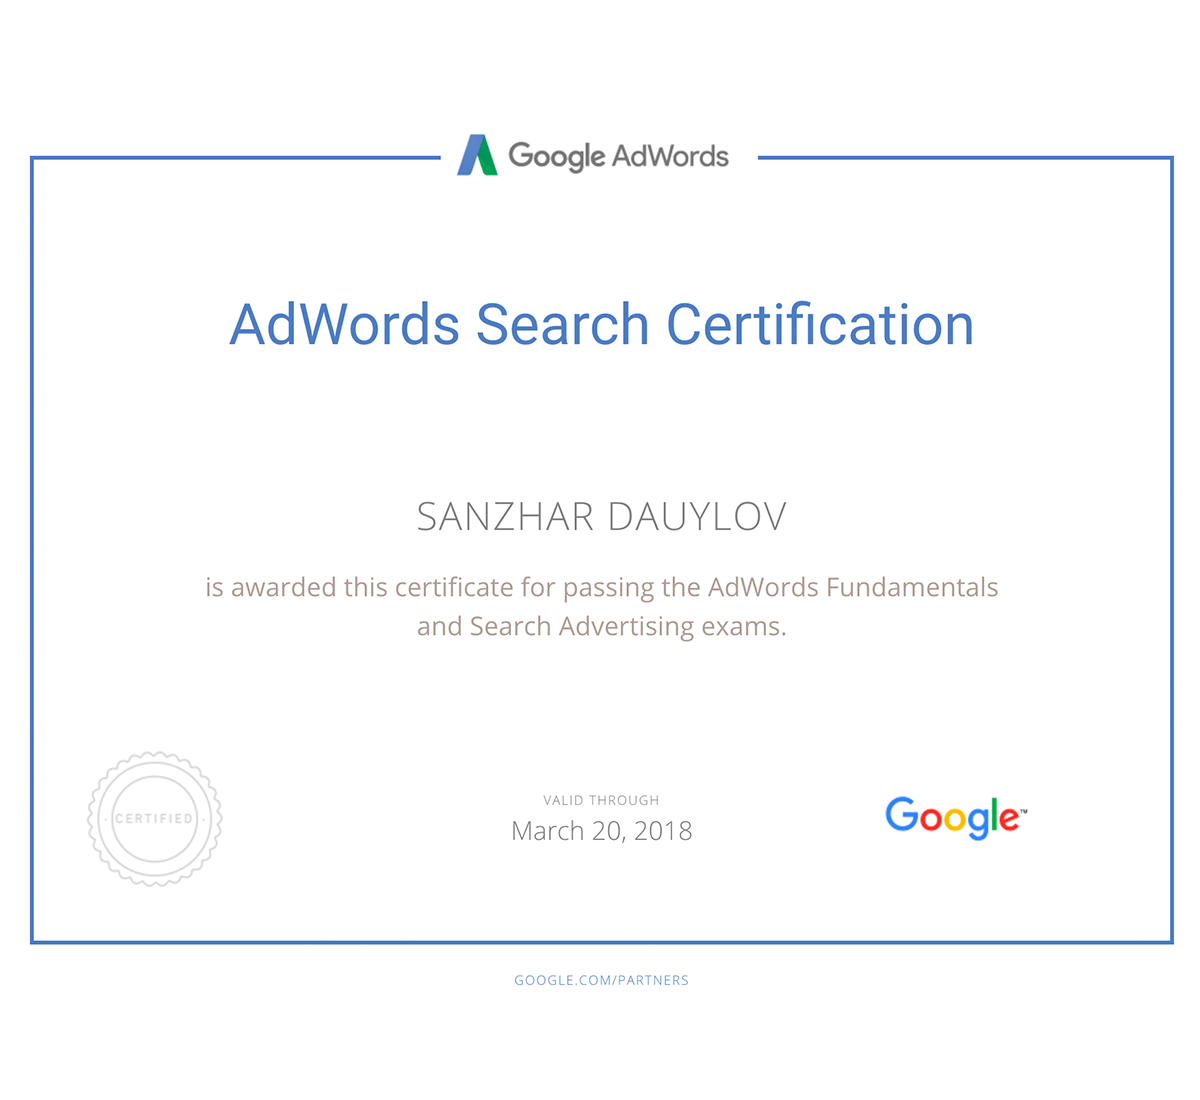 Google AdWords
AdWords Search Certification
SANZHAR DAUYLOV
is awarded this certificate for passing the AdWords Fundamentals
and Search Advertising exams.
· CERTIFIED ·
VALID THROUGH
March 20, 2018
Google™
GOOGLE.COM/PARTNERS